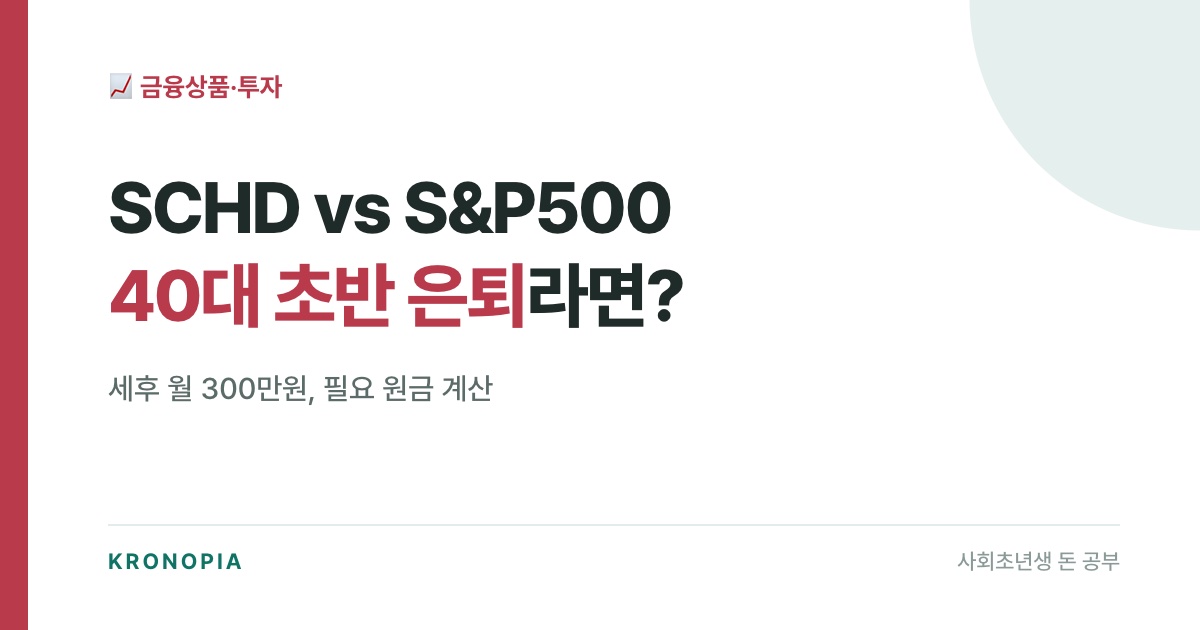 금융상품·투자
SCHD vs S&P500
40대 초반 은퇴라면?
세후 월 300만원, 필요 원금 계산
KRONOPIA
사회초년생 돈 공부